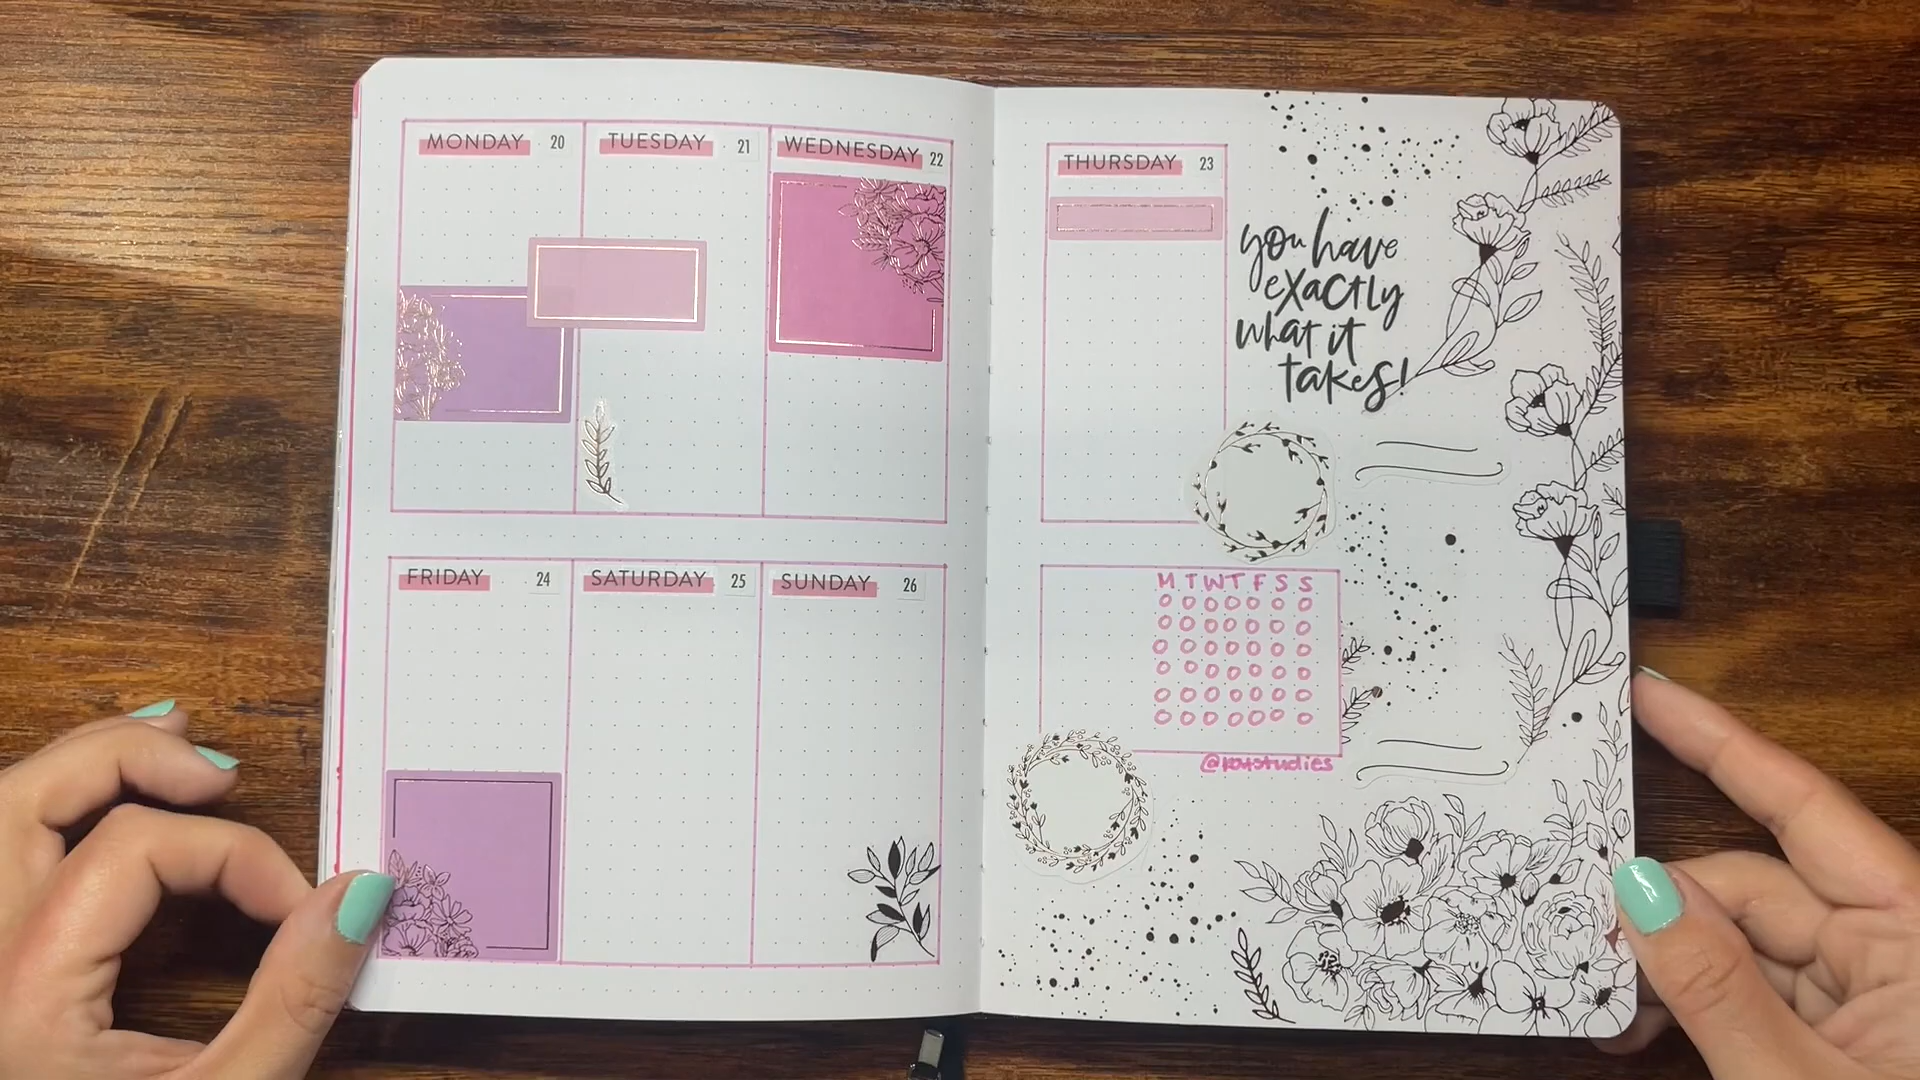 MONDAY 20
TUESDAY 21
WEDNESDAY 22
THURSDAY 23
you have
exactly
what it
takes!
FRIDAY 24
SATURDAY 25
SUNDAY 26
M T W T F S S